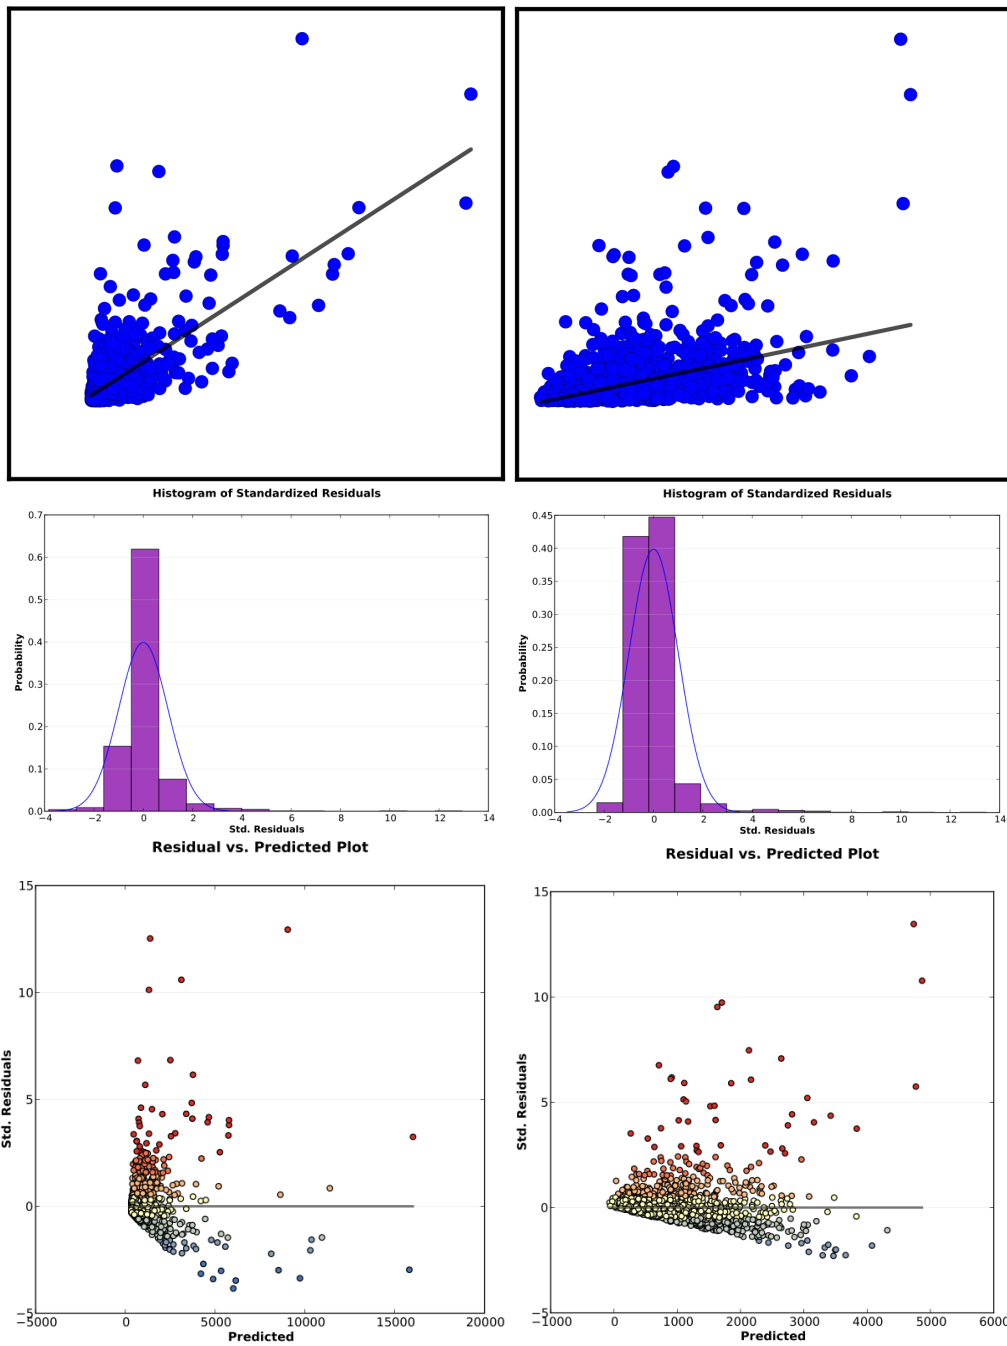 Histogram of Standardized Residuals
0.7
0.6
0.5
0.4
0.3
0.2
0.1
0.0
Probability
−4 −2 0 2 4 6 8 10 12 14
Std. Residuals
Histogram of Standardized Residuals
0.45
0.40
0.35
0.30
0.25
0.20
0.15
0.10
0.05
0.00
Probability
−4 −2 0 2 4 6 8 10 12 14
Std. Residuals
Residual vs. Predicted Plot
15
10
5
0
−5
Std. Residuals
−5000 0 5000 10000 15000 20000
Predicted
Residual vs. Predicted Plot
15
10
5
0
−5
Std. Residuals
−1000 0 1000 2000 3000 4000 5000 6000
Predicted